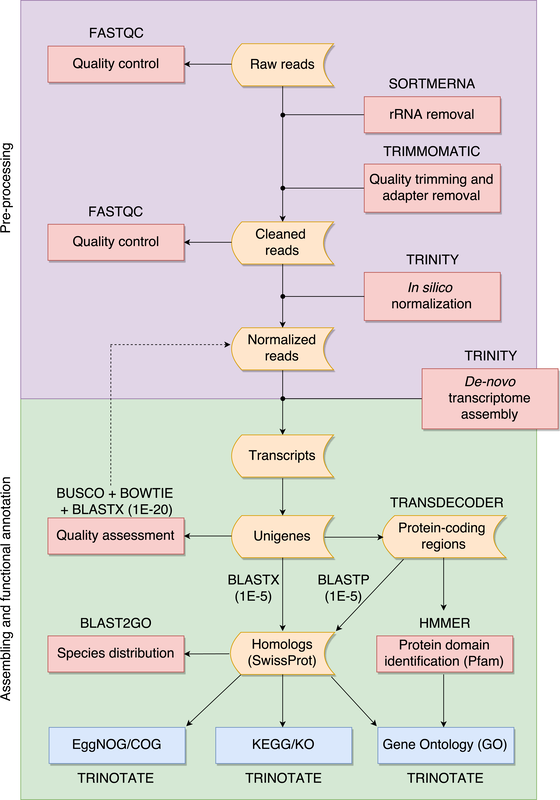 Pre-processing
FASTQC
Quality control
Raw reads
SORTMERNA
rRNA removal
TRIMMOMATIC
Quality trimming and
adapter removal
FASTQC
Quality control
Cleaned
reads
TRINITY
In silico
normalization
Normalized
reads
TRINITY
De-novo
transcriptome
assembly
Assembling and functional annotation
Transcripts
BUSCO + BOWTIE
+ BLASTX (1E-20)
Quality assessment
Unigenes
TRANSDECODER
Protein-coding
regions
BLASTX
(1E-5)
BLASTP
(1E-5)
BLAST2GO
Species distribution
Homologs
(SwissProt)
HMMER
Protein domain
identification (Pfam)
EggNOG/COG
TRINOTATE
KEGG/KO
TRINOTATE
Gene Ontology (GO)
TRINOTATE